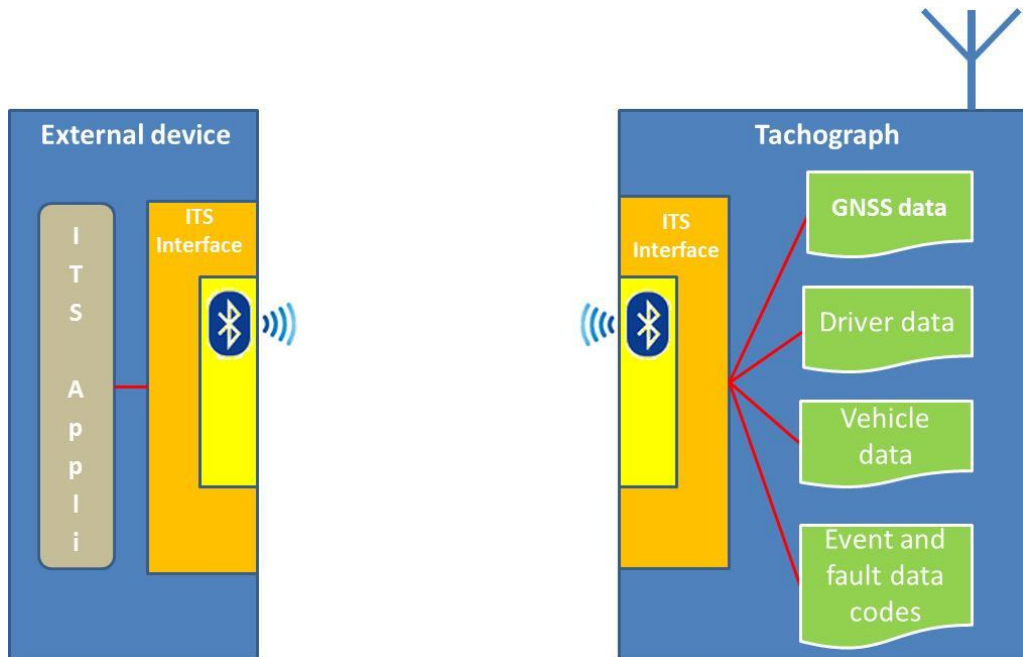 External device
ITS
Interface
I
T
S
A
p
p
l
i
Tachograph
ITS
Interface
GNSS data
Driver data
Vehicle
data
Event and
fault data
codes